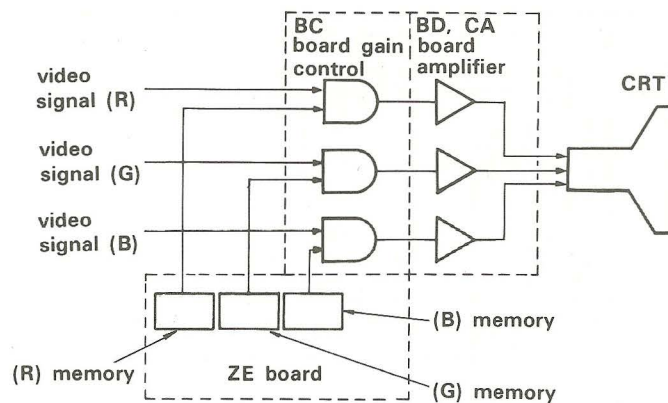 BC
board gain
control
BD, CA
board
amplifier
CRT
video
signal (R)
video
signal (G)
video
signal (B)
(R) memory
ZE board
(B) memory
(G) memory